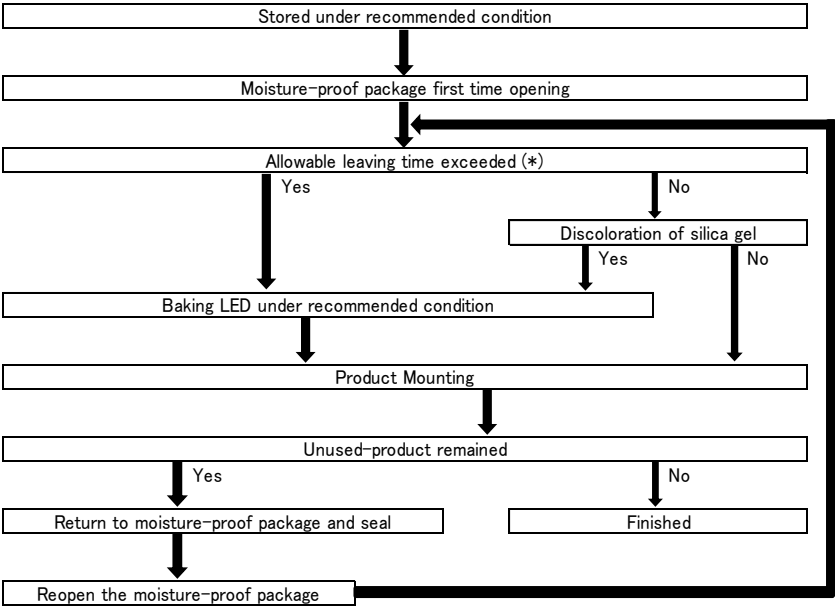 Stored under recommended condition
Moisture-proof package first time opening
Allowable leaving time exceeded (*)
Yes
No
Discoloration of silica gel
Yes
No
Baking LED under recommended condition
Product Mounting
Unused-product remained
Yes
No
Return to moisture-proof package and seal
Finished
Reopen the moisture-proof package